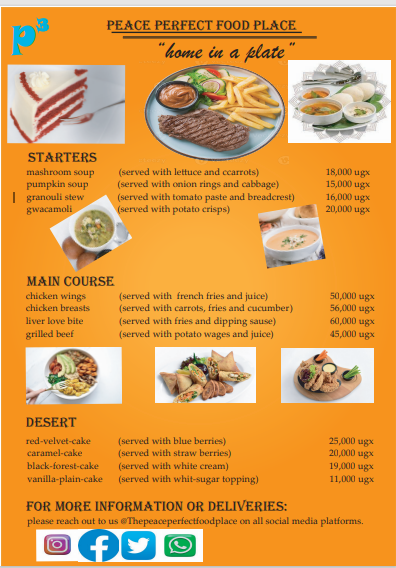 p3
PEACE PERFECT FOOD PLACE
"home in a plate"
STARTERS
mashroom soup (served with lettuce and ccarrots) 18,000 ugx
pumpkin soup (served with onion rings and cabbage) 15,000 ugx
granouli stew (served with tomato paste and breadcrest) 16,000 ugx
gwacamoli (served with potato crisps) 20,000 ugx
MAIN COURSE
chicken wings (served with french fries and juice) 50,000 ugx
chicken breasts (served with carrots, fries and cucumber) 56,000 ugx
liver love bite (served with fries and dipping sause) 60,000 ugx
grilled beef (served with potato wages and juice) 45,000 ugx
DESERT
red-velvet-cake (served with blue berries) 25,000 ugx
caramel-cake (served with straw berries) 20,000 ugx
black-forest-cake (served with white cream) 19,000 ugx
vanilla-plain-cake (served with whit-sugar topping) 11,000 ugx
FOR MORE INFORMATION OR DELIVERIES:
please reach out to us @Thepeaceperfectfoodplace on all social media platforms.